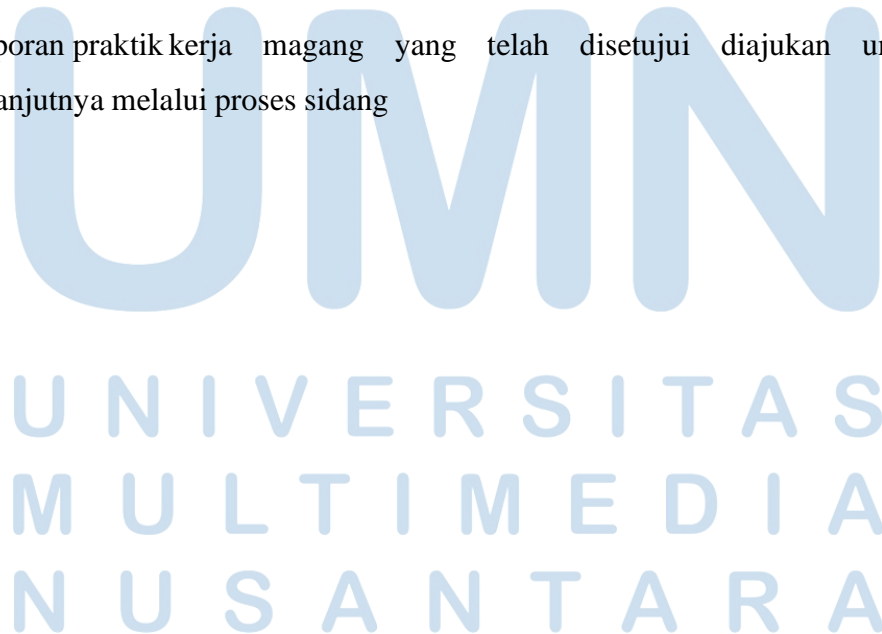 poran praktik kerja magang yang telah disetujui diajukan un
anjutnya melalui proses sidang
UMN
UNIVERSITAS
MULTIMEDIA
NUSANTARA